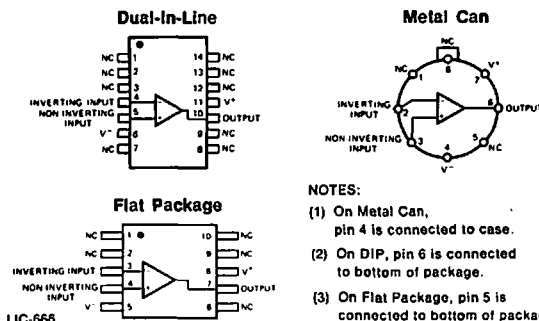 Dual-In-Line
NC 1 14 NC
NC 2 13 NC
NC 3 12 NC
INVERTING INPUT 4 11 V+
NON INVERTING INPUT 5 10 OUTPUT
V− 6 9 NC
NC 7 8 NC
Metal Can
NC
8
NC 1
V+ 7
INVERTING INPUT 2
6 OUTPUT
NON-INVERTING INPUT 3
5 NC
4
V−
Flat Package
NC 1 10 NC
NC 2 9 NC
INVERTING INPUT 3 8 V+
NON INVERTING INPUT 4 7 OUTPUT
V− 5 6 NC
LIC-666
NOTES:
(1) On Metal Can,
pin 4 is connected to case.
(2) On DIP, pin 6 is connected
to bottom of package.
(3) On Flat Package, pin 5 is
connected to bottom of packa